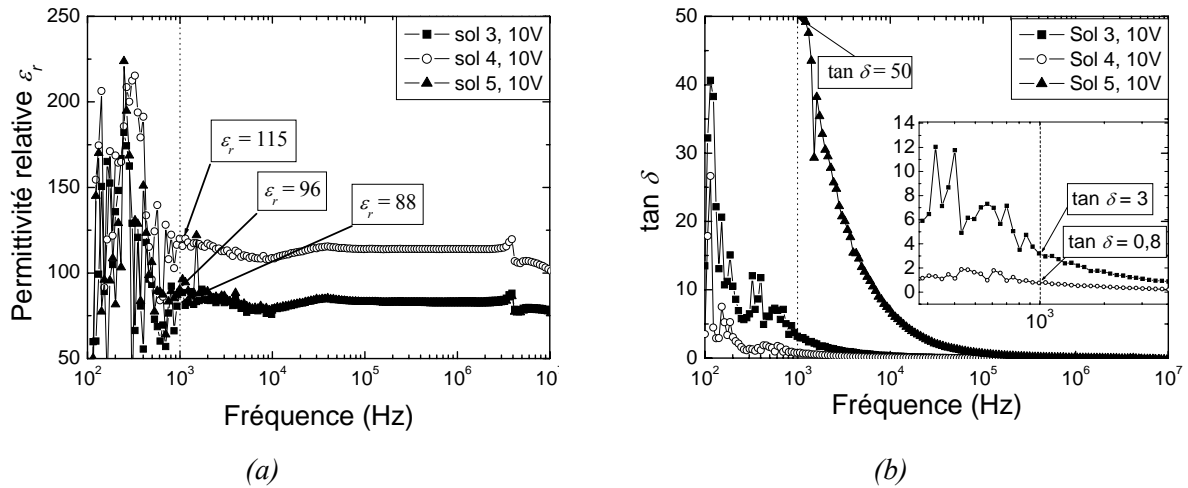 250
200
150
100
50
Permittivité relative εr
sol 3, 10V
sol 4, 10V
sol 5, 10V
εr = 115
εr = 96
εr = 88
10² 10³ 10⁴ 10⁵ 10⁶ 10⁷
Fréquence (Hz)
(a)
50
40
30
20
10
0
tan δ
tan δ = 50
Sol 3, 10V
Sol 4, 10V
Sol 5, 10V
14
12
10
8
6
4
2
0
tan δ = 3
tan δ = 0,8
10³
10² 10³ 10⁴ 10⁵ 10⁶ 10⁷
Fréquence (Hz)
(b)